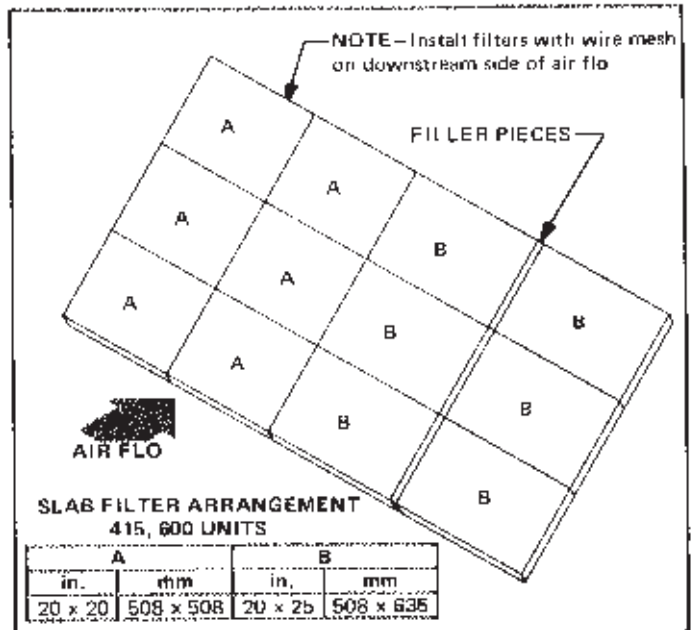 NOTE – Install filters with wire mesh
on downstream side of air flo
FILLER PIECES
A
A
B
B
A
A
B
B
A
A
B
B
AIR FLO
SLAB FILTER ARRANGEMENT
415, 600 UNITS
A B
in. mm in. mm
20 x 20 508 x 508 20 x 25 508 x 635